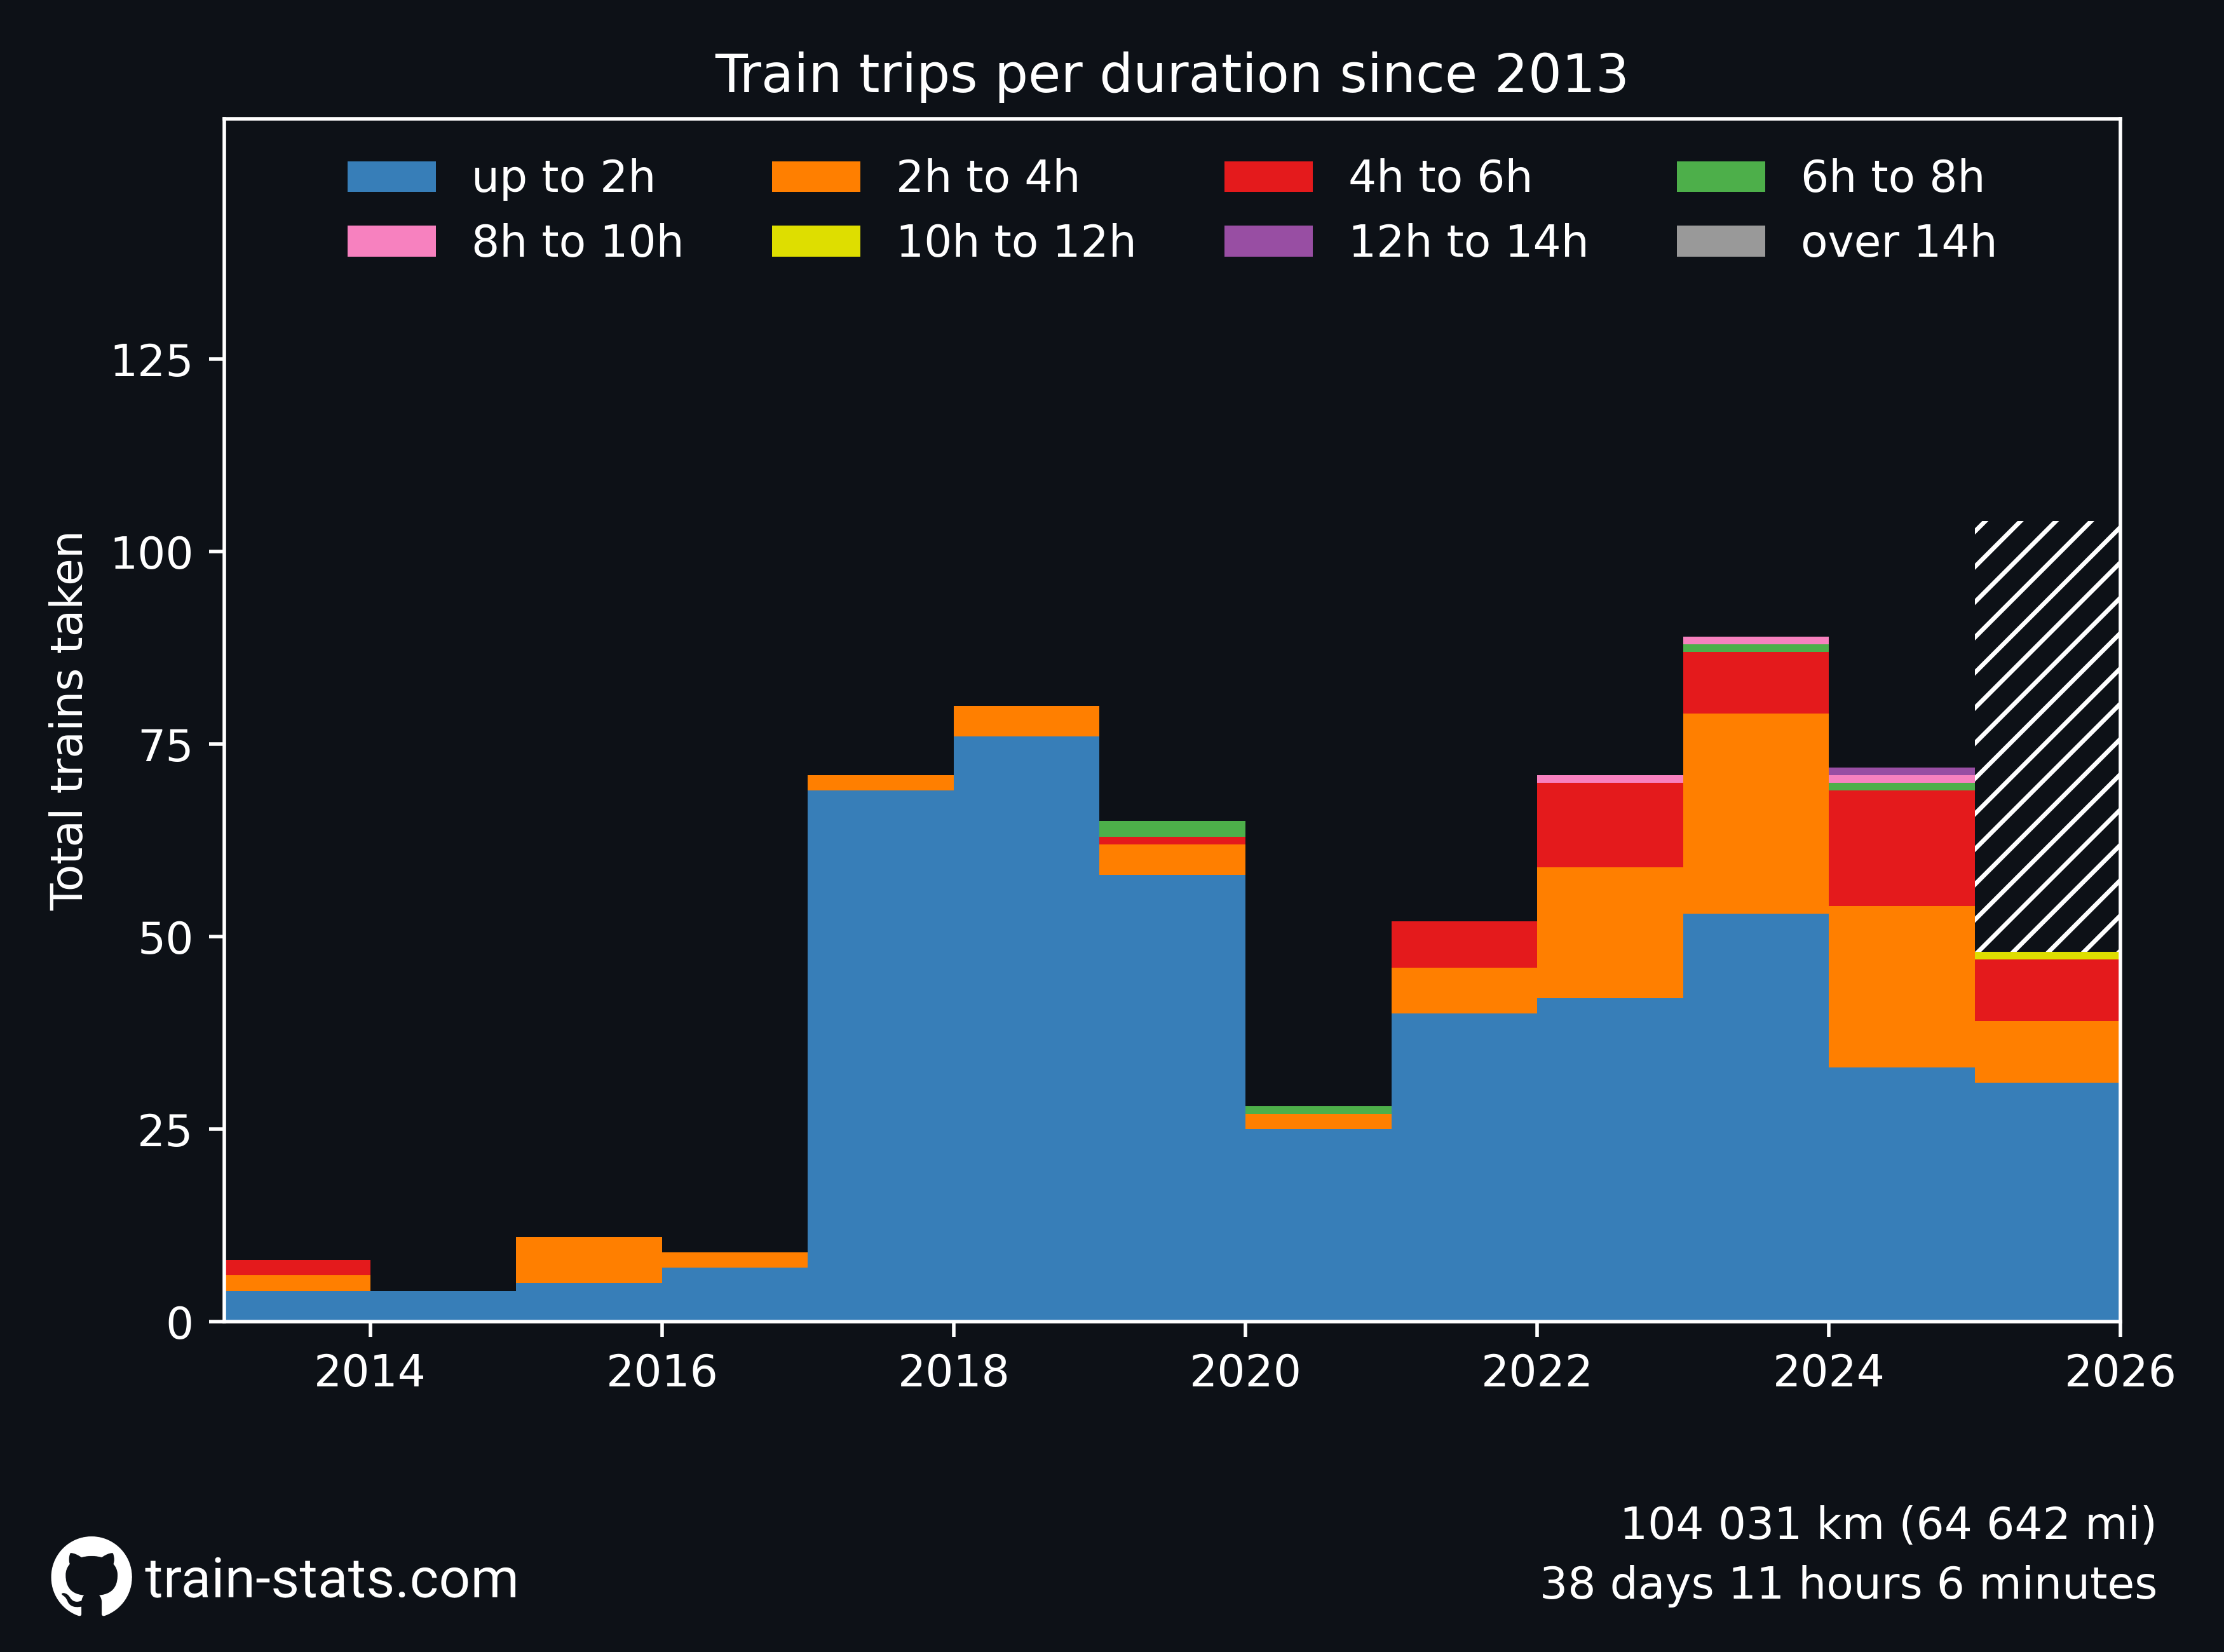 Train trips per duration since 2013
up to 2h 2h to 4h 4h to 6h 6h to 8h
8h to 10h 10h to 12h 12h to 14h over 14h
Total trains taken
125
100
75
50
25
0
2014 2016 2018 2020 2022 2024 2026
104 031 km (64 642 mi)
train-stats.com
38 days 11 hours 6 minutes